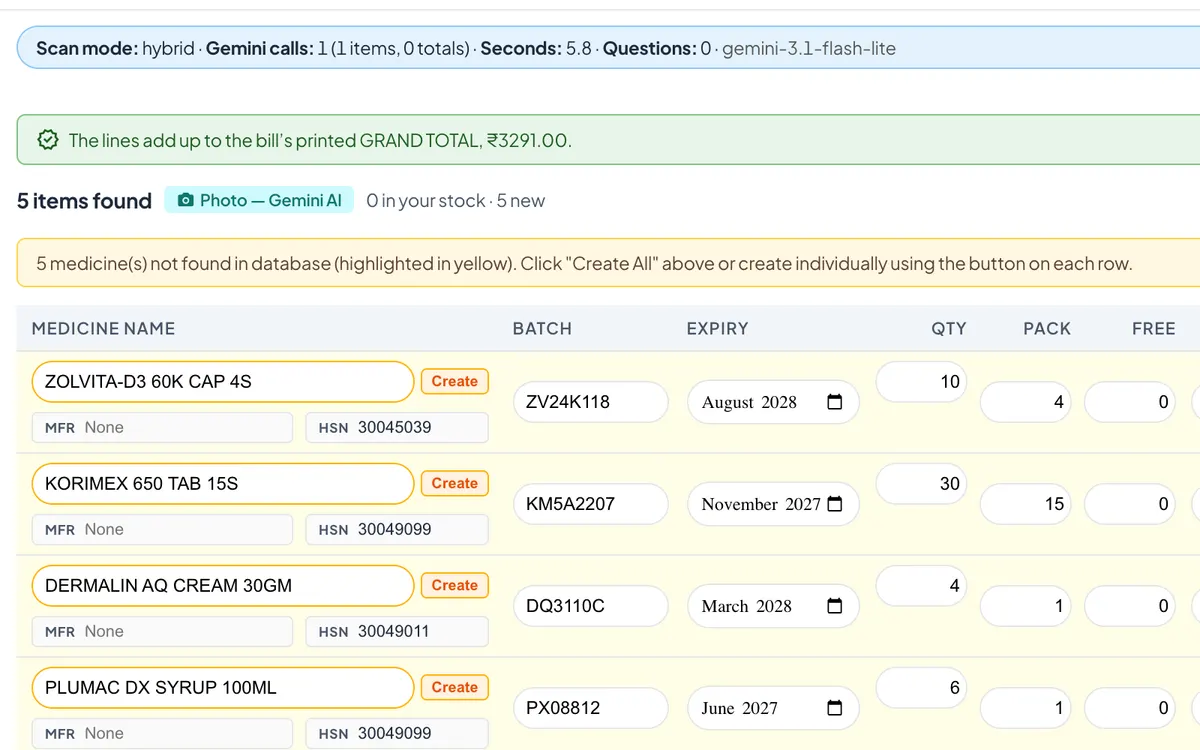 Scan mode: hybrid · Gemini calls: 1 (1 items, 0 totals) · Seconds: 5.8 · Questions: 0 · gemini-3.1-flash-lite
The lines add up to the bill's printed GRAND TOTAL, ₹3291.00.
5 items found Photo — Gemini AI 0 in your stock · 5 new
5 medicine(s) not found in database (highlighted in yellow). Click "Create All" above or create individually using the button on each row.
MEDICINE NAME BATCH EXPIRY QTY PACK FREE
ZOLVITA-D3 60K CAP 4S Create ZV24K118 August 2028 10 4 0
MFR None HSN 30045039
KORIMEX 650 TAB 15S Create KM5A2207 November 2027 30 15 0
MFR None HSN 30049099
DERMALIN AQ CREAM 30GM Create DQ3110C March 2028 4 1 0
MFR None HSN 30049011
PLUMAC DX SYRUP 100ML Create PX08812 June 2027 6 1 0
MFR None HSN 30049099